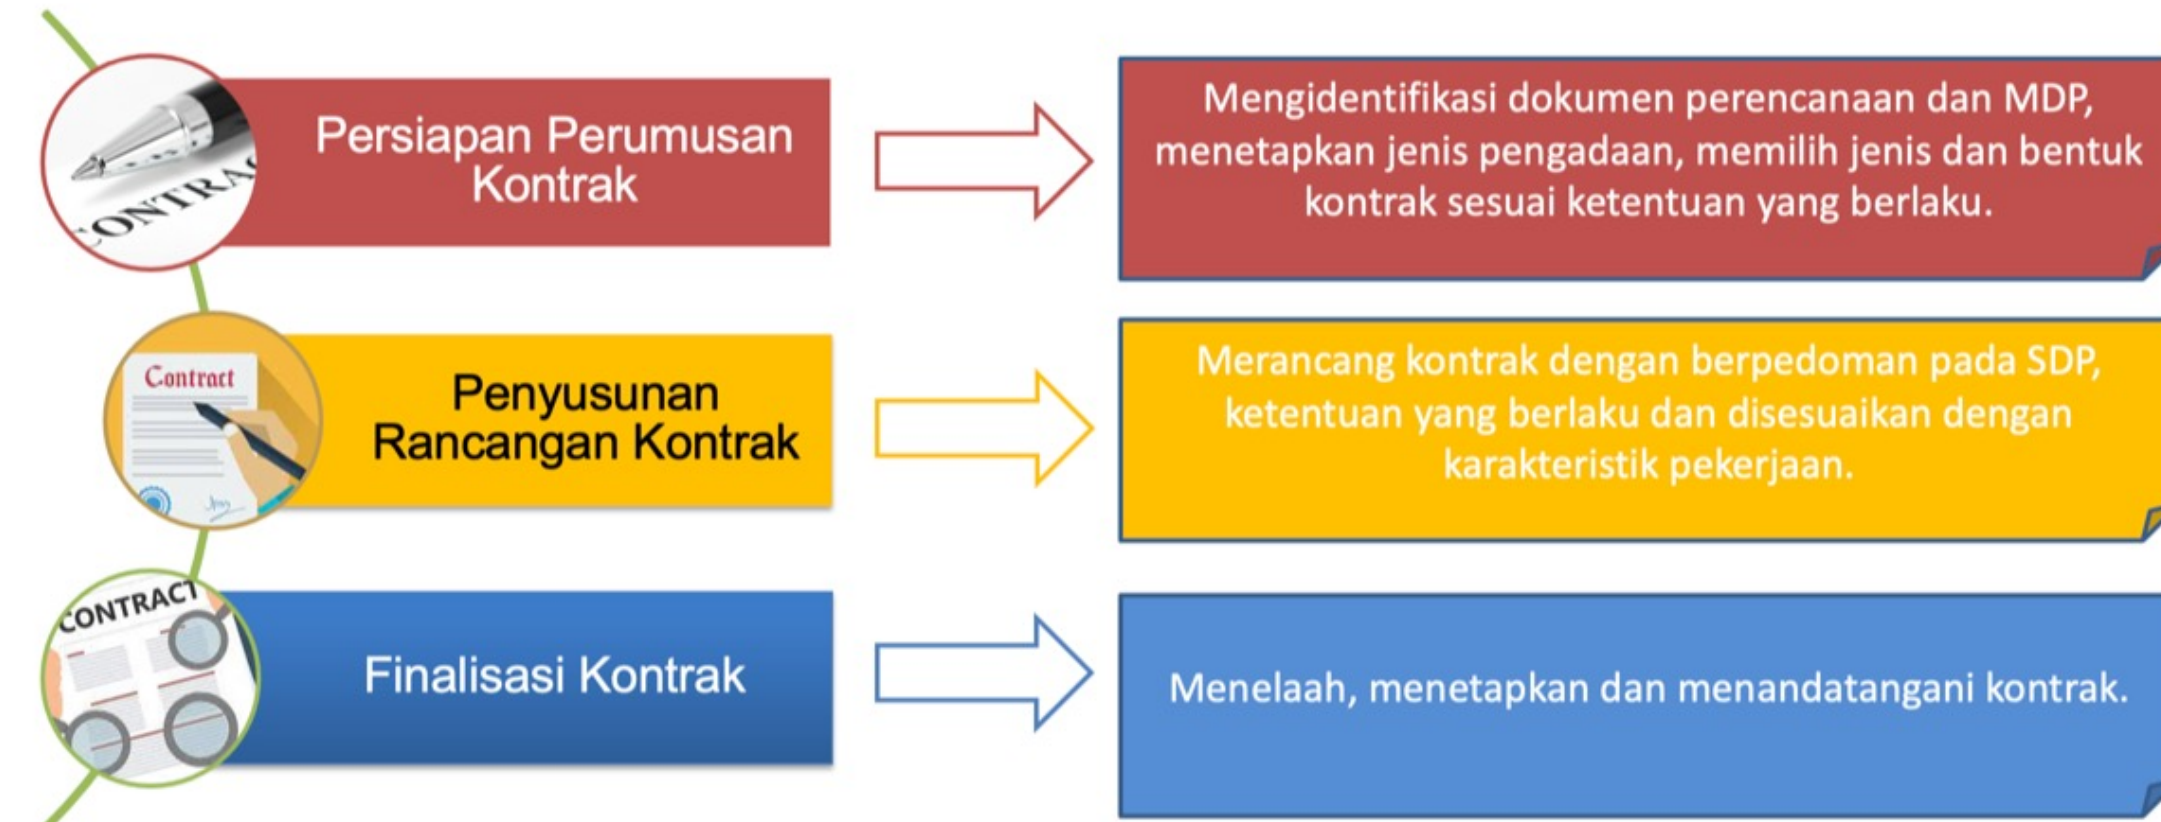 CONTRA
Persiapan Perumusan
Kontrak
Mengidentifikasi dokumen perencanaan dan MDP,
menetapkan jenis pengadaan, memilih jenis dan bentuk
kontrak sesuai ketentuan yang berlaku.
Contract
Penyusunan
Rancangan Kontrak
Merancang kontrak dengan berpedoman pada SDP,
ketentuan yang berlaku dan disesuaikan dengan
karakteristik pekerjaan.
CONTRACT
Finalisasi Kontrak
Menelaah, menetapkan dan menandatangani kontrak.